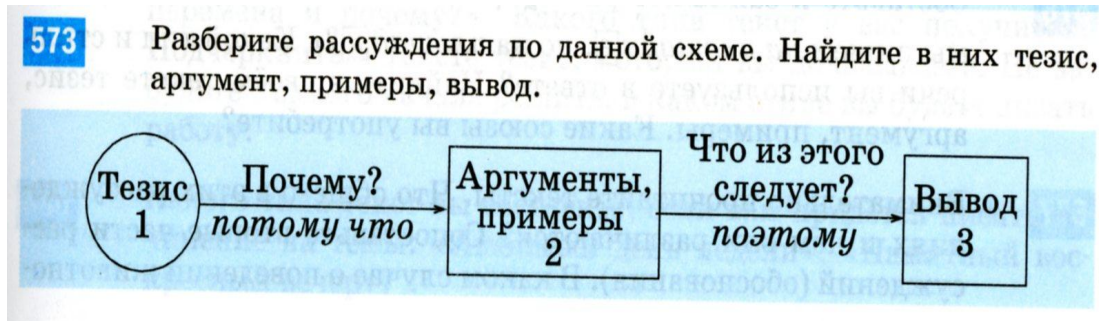 573 Разберите рассуждения по данной схеме. Найдите в них тезис,
аргумент, примеры, вывод.
Тезис
1
Почему?
потому что
Аргументы,
примеры
2
Что из этого
следует?
поэтому
Вывод
3